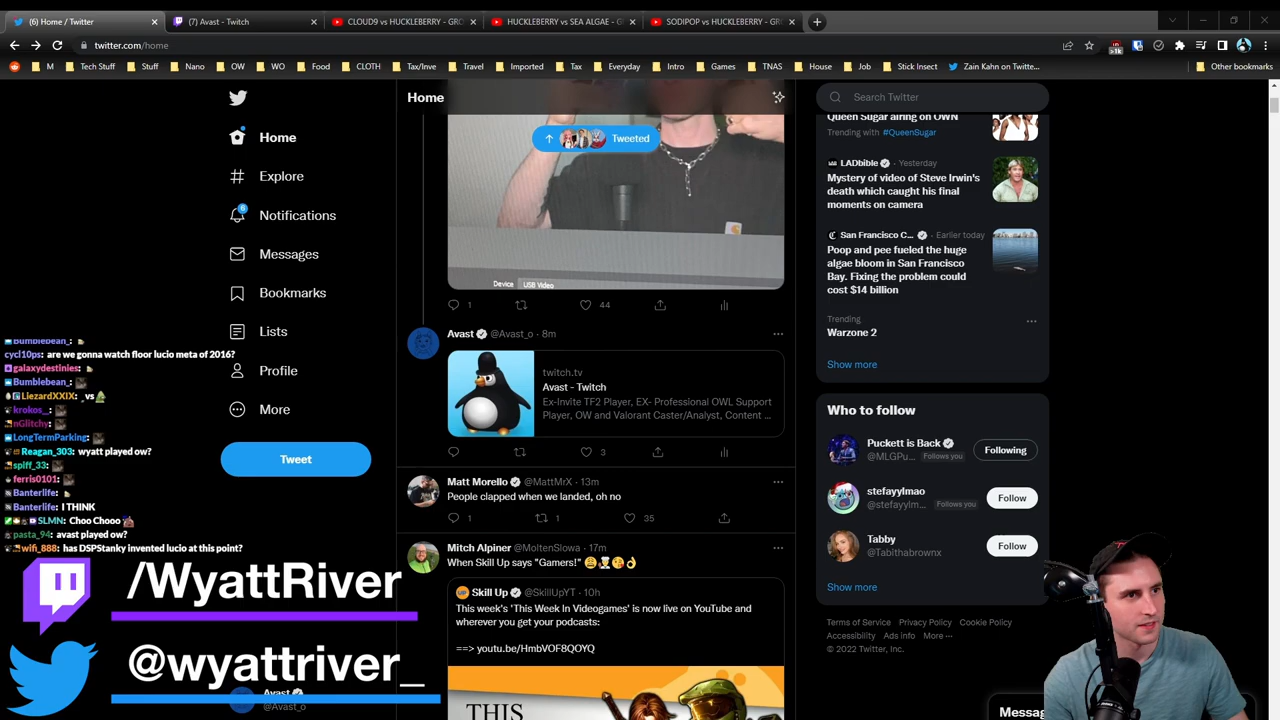 (6) Home / Twitter
(7) Avast - Twitch
CLOUD9 vs HUCKLEBERRY - GRO
HUCKLEBERRY vs SEA ALGAE - G
SODIPOP vs HUCKLEBERRY - GR
twitter.com/home
M Tech Stuff Stuff Nano OW WO Food CLOTH Tax/Inve Travel Imported Tax Everyday Intro Games TNAS House Job Stick Insect Zain Kahn on Twitte... Other bookmarks
Home
Explore
6
Notifications
Messages
Bookmarks
Lists
Profile
More
Tweet
Home
Tweeted
Device USB Video
1 44
Avast @Avast_o · 8m
twitch.tv
Avast - Twitch
Ex-Invite TF2 Player, EX- Professional OWL Support
Player, OW and Valorant Caster/Analyst, Content ...
3
Matt Morello @MattMrX · 13m
People clapped when we landed, oh no
1 1 35
Mitch Alpiner @MoltenSlowa · 17m
When Skill Up says "Gamers!"
Skill Up @SkillUpYT · 10h
This week's 'This Week In Videogames' is now live on YouTube and
wherever you get your podcasts:
==> youtu.be/HmbVOF8QOYQ
THIS
Search Twitter
Queen Sugar airing on OWN
Trending with #QueenSugar
LADbible · Yesterday
Mystery of video of Steve Irwin's
death which caught his final
moments on camera
San Francisco C... · Earlier today
Poop and pee fueled the huge
algae bloom in San Francisco
Bay. Fixing the problem could
cost $14 billion
Trending
Warzone 2
Show more
Who to follow
Puckett is Back
@MLGPu... Follows you
Following
stefayylmao
@stefayylm... Follows you
Follow
Tabby
@Tabithabrownx
Follow
Show more
Terms of Service Privacy Policy Cookie Policy
Accessibility Ads info More ...
© 2022 Twitter, Inc.
Messa
Bumblebean_:
cycl10ps: are we gonna watch floor lucio meta of 2016?
galaxydestinies:
Bumblebean_:
LiezardXXIX: _vs
krokos__:
nGlitchy:
LongTermParking:
Reagan_303: wyatt played ow?
spiff_33:
ferris0101:
Banterlife:
Banterlife: I THINK
SLMN: Choo Chooo
pasta_94: avast played ow?
wifi_888: has DSPStanky invented lucio at this point?
/WyattRiver
@wyattriver_
Avast
@Avast_o